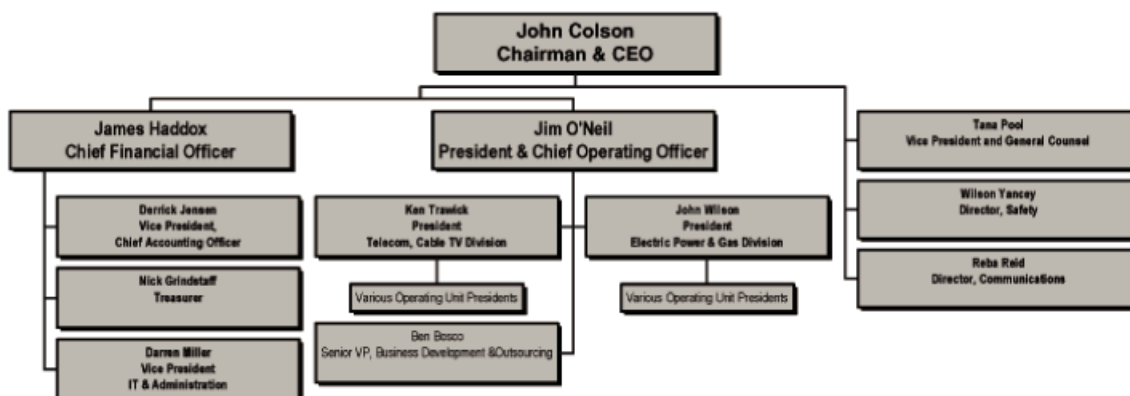 John Colson
Chairman & CEO
James Haddox
Chief Financial Officer
Jim O'Neil
President & Chief Operating Officer
Tana Pool
Vice President and General Counsel
Wilson Yancey
Director, Safety
Reba Reid
Director, Communications
Derrick Jensen
Vice President,
Chief Accounting Officer
Nick Grindstaff
Treasurer
Darren Miller
Vice President
IT & Administration
Ken Trawick
President
Telecom, Cable TV Division
Various Operating Unit Presidents
Ben Bosco
Senior VP, Business Development &Outsourcing
John Wilson
President
Electric Power & Gas Division
Various Operating Unit Presidents